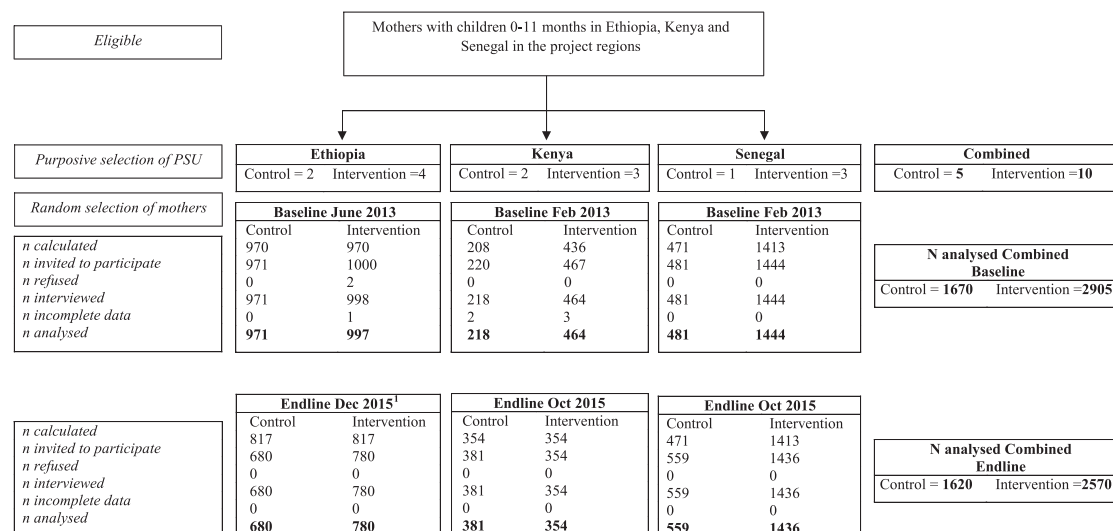 Eligible
Mothers with children 0-11 months in Ethiopia, Kenya and
Senegal in the project regions
Purposive selection of PSU
Ethiopia
Control = 2 Intervention =4
Kenya
Control = 2 Intervention =3
Senegal
Control = 1 Intervention =3
Combined
Control = 5 Intervention =10
Random selection of mothers
n calculated
n invited to participate
n refused
n interviewed
n incomplete data
n analysed
Baseline June 2013
Control Intervention
970 970
971 1000
0 2
971 998
0 1
971 997
Baseline Feb 2013
Control Intervention
208 436
220 467
0 0
218 464
2 3
218 464
Baseline Feb 2013
Control Intervention
471 1413
481 1444
0 0
481 1444
0 0
481 1444
N analysed Combined
Baseline
Control = 1670 Intervention =2905
n calculated
n invited to participate
n refused
n interviewed
n incomplete data
n analysed
Endline Dec 2015¹
Control Intervention
817 817
680 780
0 0
680 780
0 0
680 780
Endline Oct 2015
Control Intervention
354 354
381 354
0 0
381 354
0 0
381 354
Endline Oct 2015
Control Intervention
471 1413
559 1436
0 0
559 1436
0 0
559 1436
N analysed Combined
Endline
Control = 1620 Intervention =2570